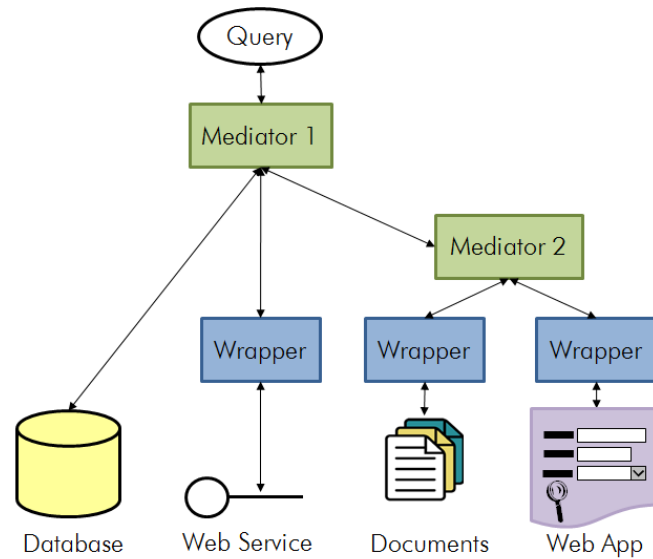 Query
Mediator 1
Mediator 2
Wrapper
Wrapper
Wrapper
Database
Web Service
Documents
Web App